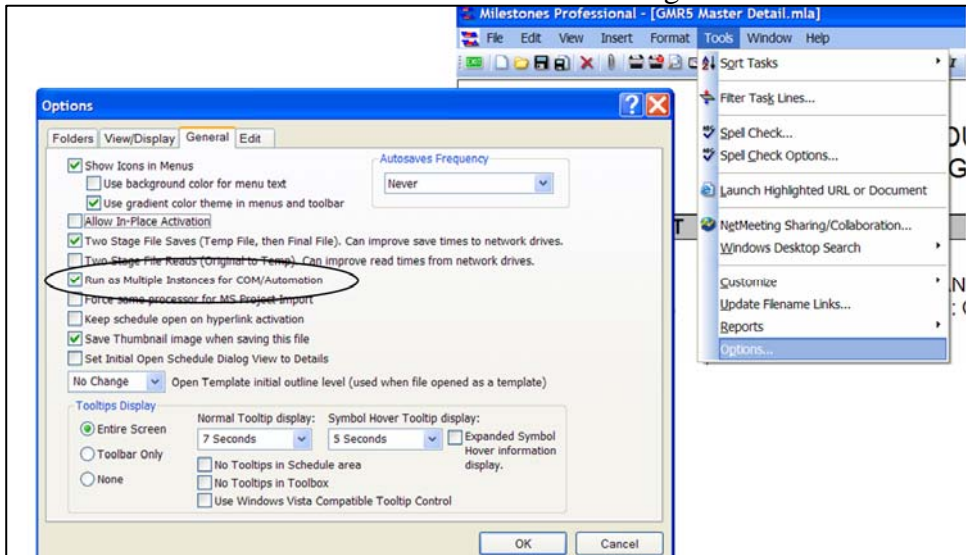 Milestones Professional - [GMR5 Master Detail.mla]
File Edit View Insert Format Tools Window Help
Sort Tasks
Filter Task Lines...
Spell Check...
Spell Check Options...
Launch Highlighted URL or Document
NetMeeting Sharing/Collaboration...
Windows Desktop Search
Customize
Update Filename Links...
Reports
Options...
Options
Folders View/Display General Edit
Show Icons in Menus
Use background color for menu text
Use gradient color theme in menus and toolbar
Autosaves Frequency
Never
Allow In-Place Activation
Two Stage File Saves (Temp File, then Final File). Can improve save times to network drives.
Two Stage File Reads (Original to Temp). Can improve read times from network drives.
Run as Multiple Instances for COM/Automation
Force same processor for MS Project Import
Keep schedule open on hyperlink activation
Save Thumbnail image when saving this file
Set Initial Open Schedule Dialog View to Details
No Change Open Template initial outline level (used when file opened as a template)
Tooltips Display
Entire Screen
Toolbar Only
None
Normal Tooltip display: Symbol Hover Tooltip display:
7 Seconds 5 Seconds
Expanded Symbol
Hover information
display.
No Tooltips in Schedule area
No Tooltips in Toolbox
Use Windows Vista Compatible Tooltip Control
OK Cancel